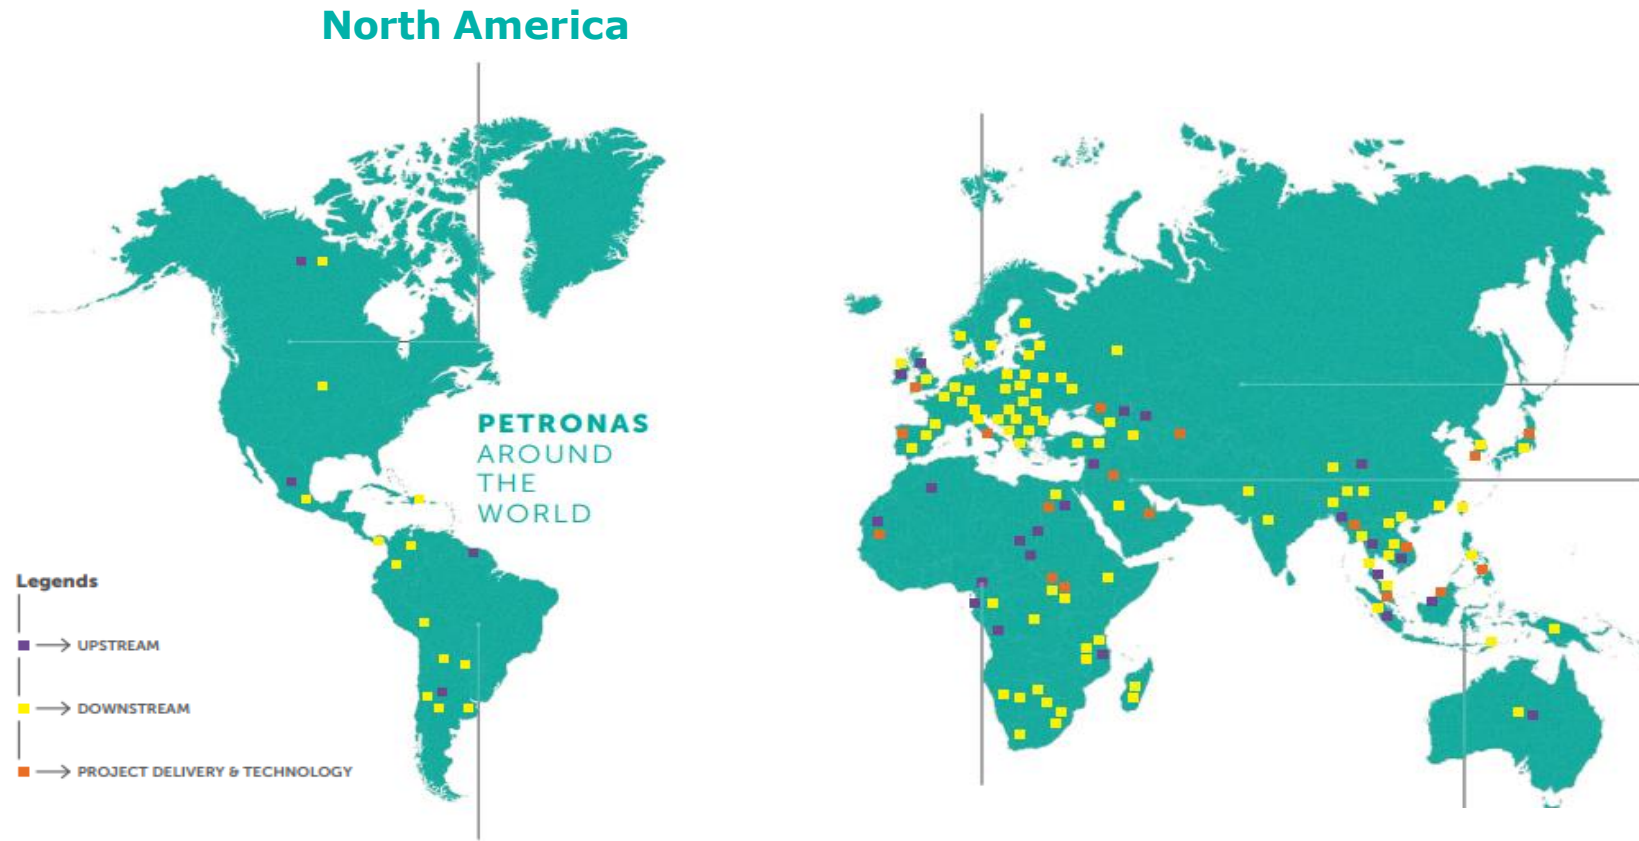 North America
PETRONAS
AROUND
THE
WORLD
Legends
UPSTREAM
DOWNSTREAM
PROJECT DELIVERY & TECHNOLOGY